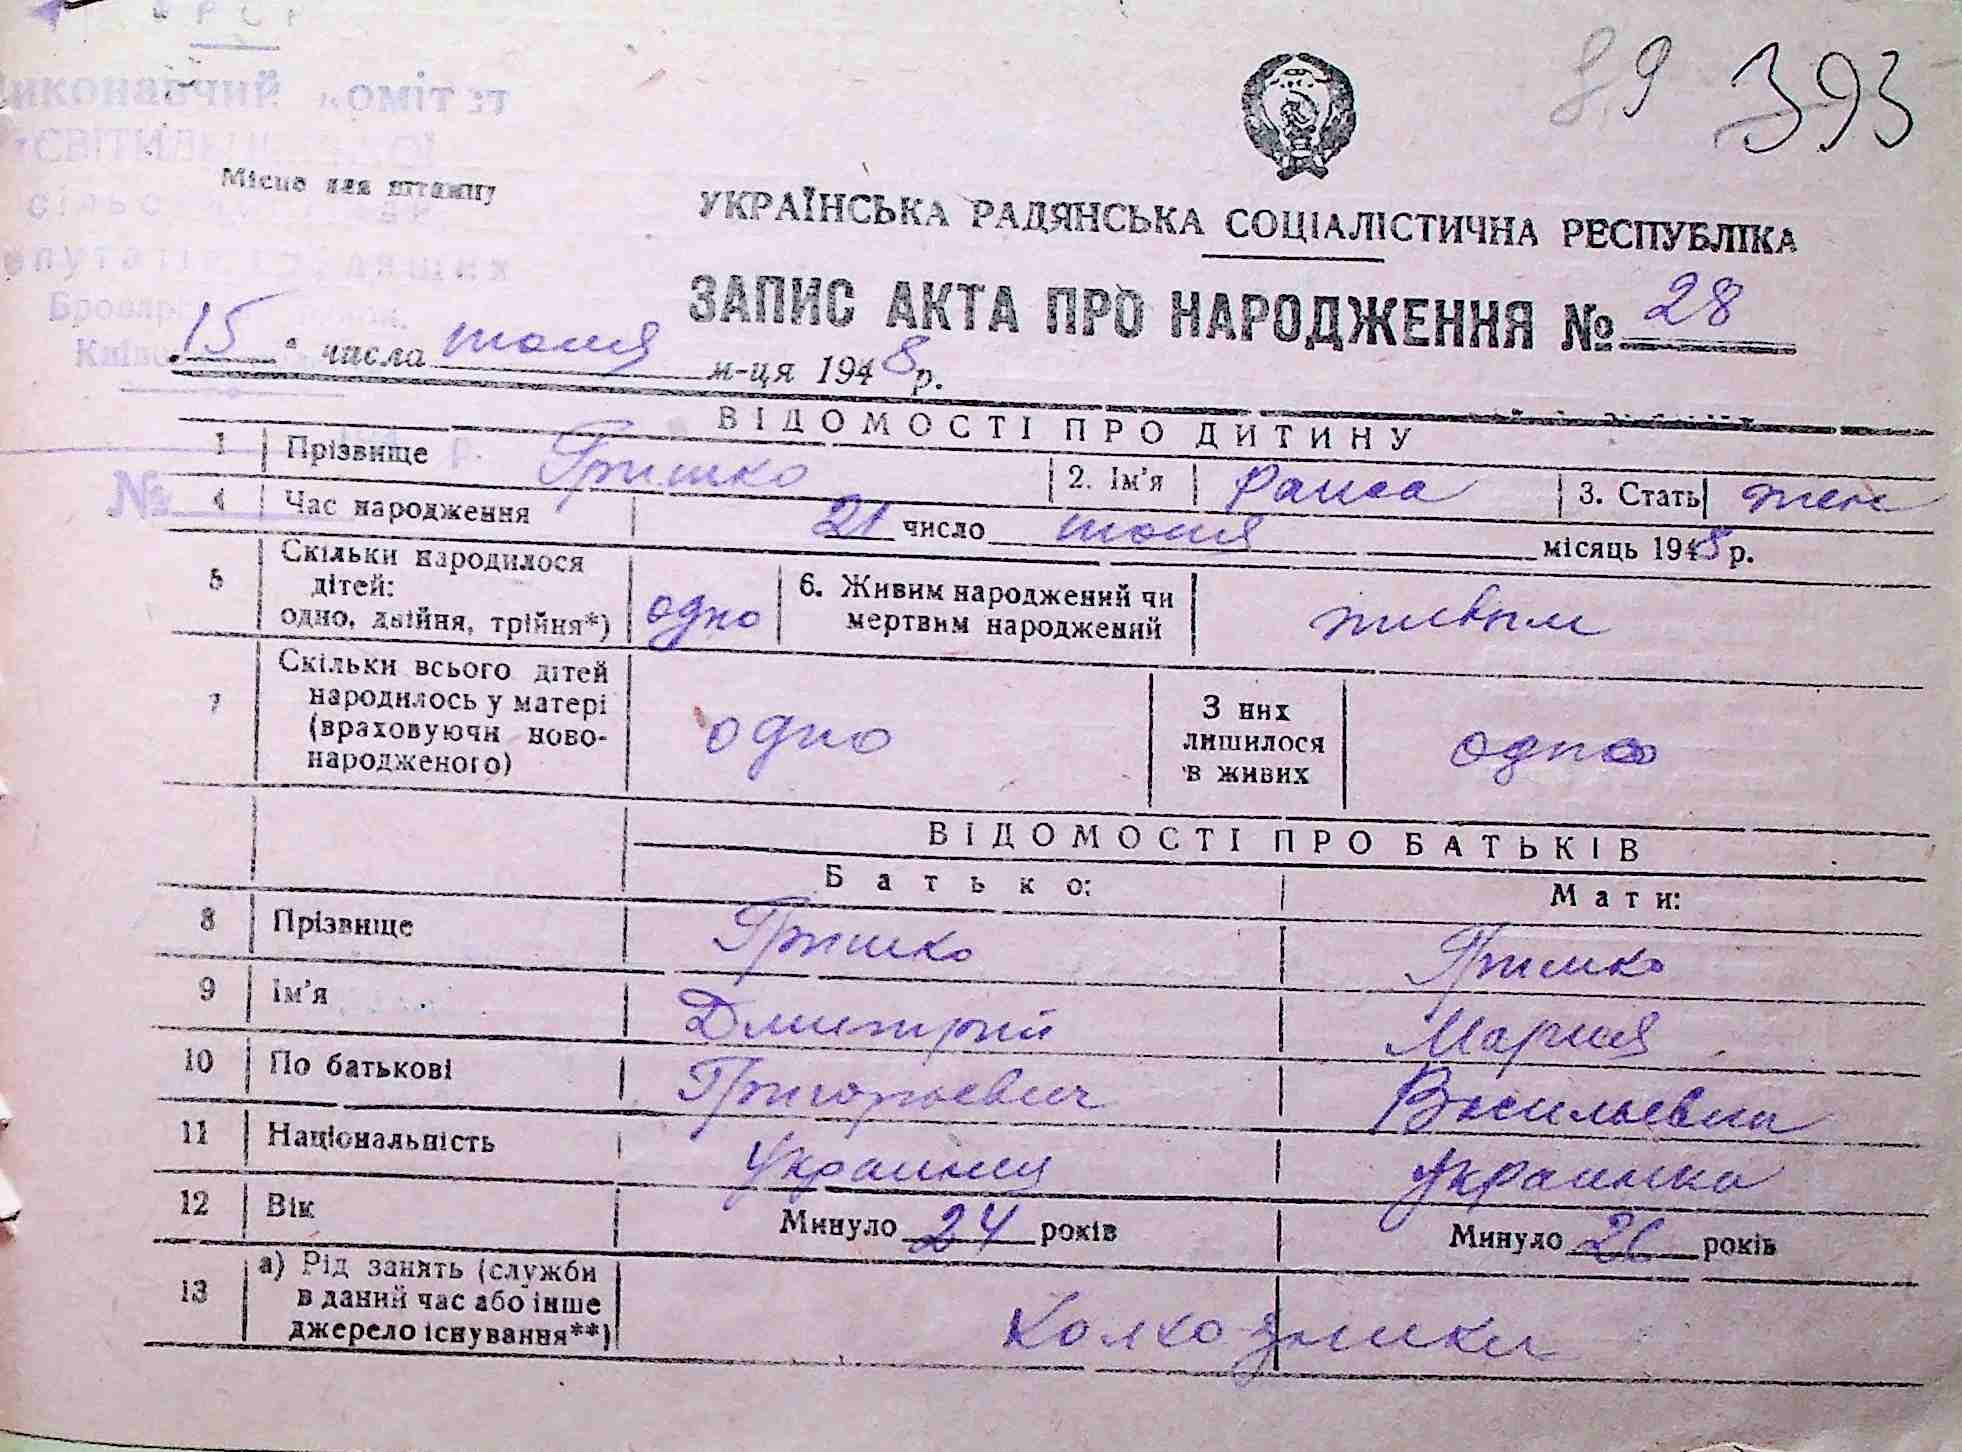 УРСР
89 393
Виконавчий комітет
СВІТИЛЬН
Місце для штампу
УКРАЇНСЬКА РАДЯНСЬКА СОЦІАЛІСТИЧНА РЕСПУБЛІКА
ЗАПИС АКТА ПРО НАРОДЖЕННЯ № 28
15 " числа июля м-ця 1948 р.
ВІДОМОСТІ ПРО ДИТИНУ
1 Прізвище Гришко 2. Ім'я Раиса 3. Стать жен
№
4 Час народження 21 число июня місяць 1948 р.
5 Скільки народилося дітей: одно, двійня, трійня*) одно 6. Живим народжений чи мертвим народжений живым
7 Скільки всього дітей народилось у матері (враховуючи новонародженого) одно З них лишилося в живих одно
ВІДОМОСТІ ПРО БАТЬКІВ
Батько: Мати:
8 Прізвище Гришко Гришко
9 Ім'я Дмитрий Мария
10 По батькові Григорьевич Васильевна
11 Національність Украинец Украинка
12 Вік Минуло 24 років Минуло 26 років
13 а) Рід занять (служби в даний час або інше джерело існування**) Колхозники